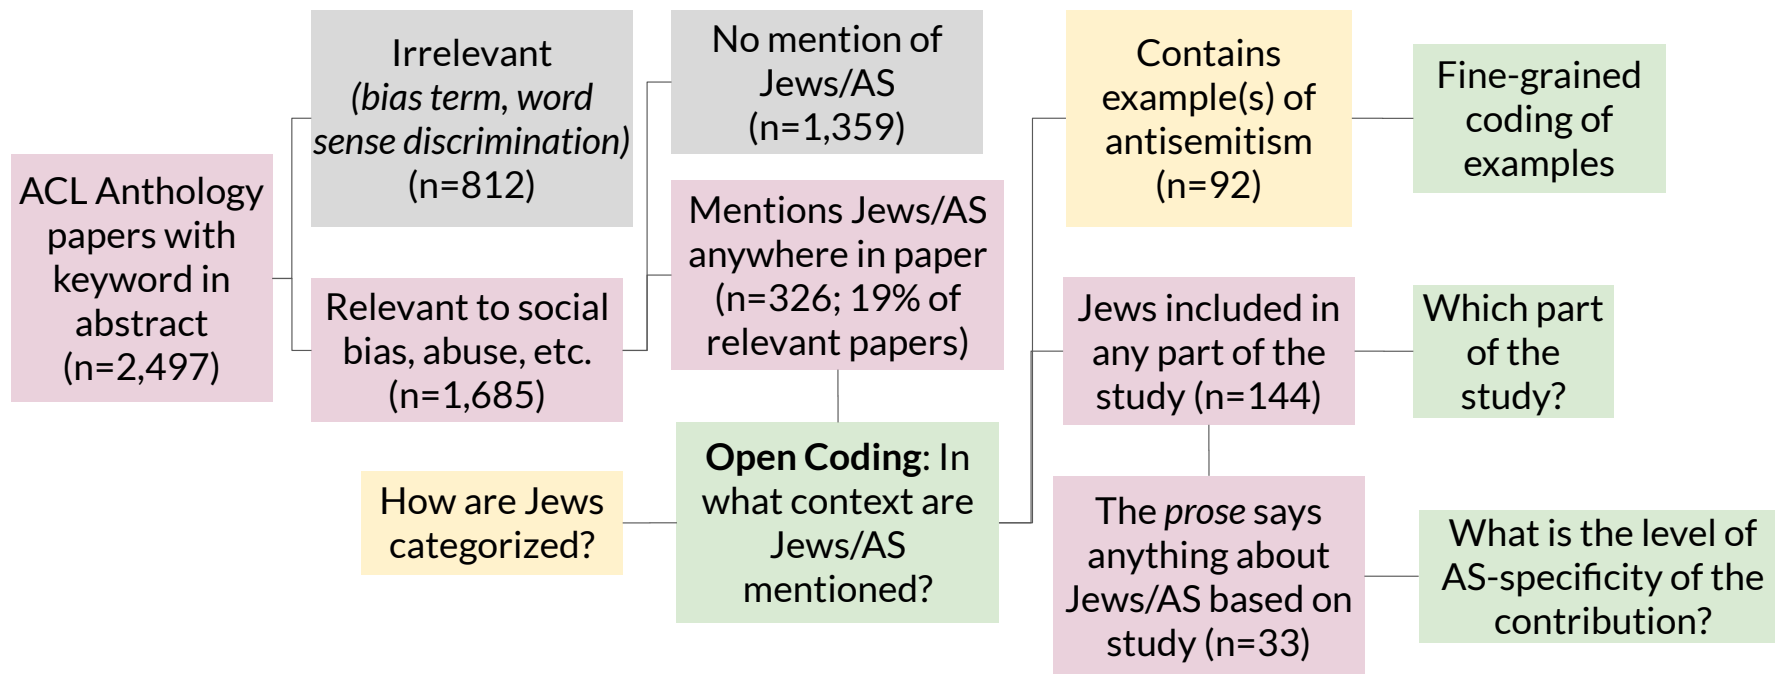 ACL Anthology
papers with
keyword in
abstract
(n=2,497)
Irrelevant
(bias term, word
sense discrimination)
(n=812)
Relevant to social
bias, abuse, etc.
(n=1,685)
No mention of
Jews/AS
(n=1,359)
Mentions Jews/AS
anywhere in paper
(n=326; 19% of
relevant papers)
How are Jews
categorized?
Open Coding: In
what context are
Jews/AS
mentioned?
Contains
example(s) of
antisemitism
(n=92)
Fine-grained
coding of
examples
Jews included in
any part of the
study (n=144)
Which part
of the
study?
The prose says
anything about
Jews/AS based on
study (n=33)
What is the level of
AS-specificity of the
contribution?